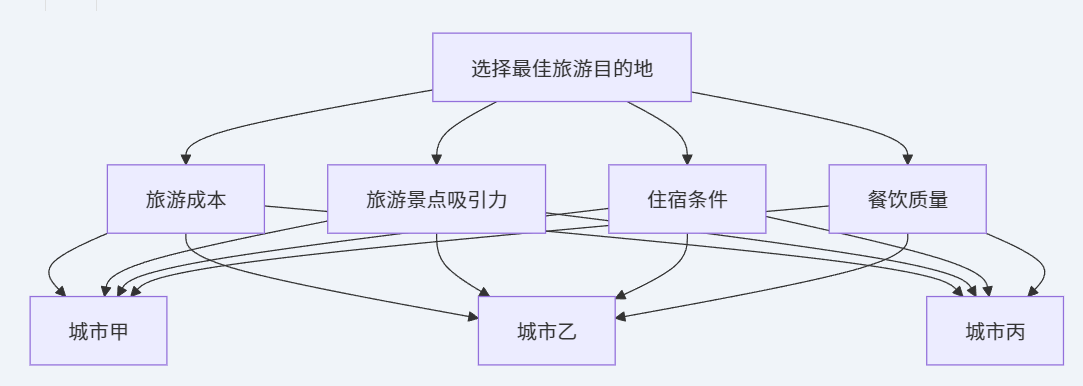 选择最佳旅游目的地
旅游成本
旅游景点吸引力
住宿条件
餐饮质量
城市甲
城市乙
城市丙